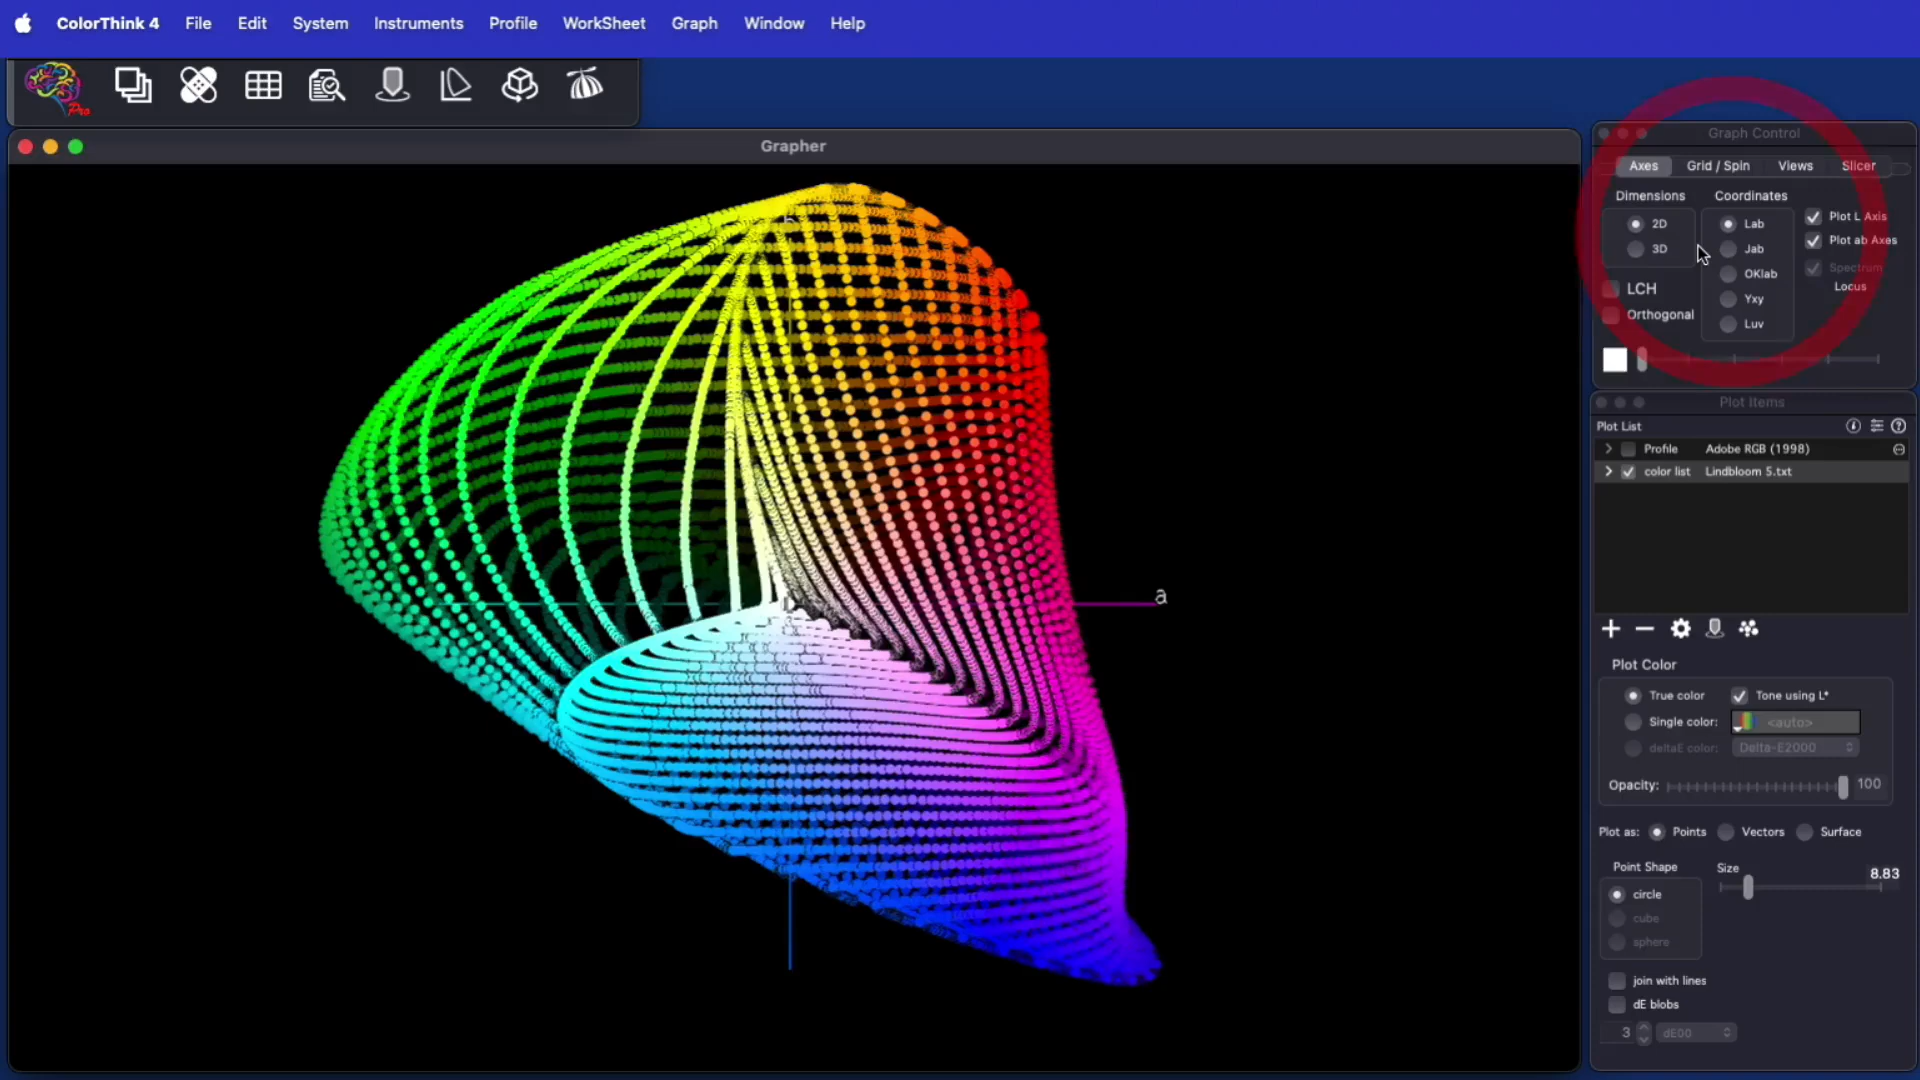 ColorThink 4 File Edit System Instruments Profile WorkSheet Graph Window Help
Pro
Grapher
b
L
a
Graph Control
Axes Grid / Spin Views Slicer
Dimensions Coordinates
2D Lab Plot L Axis
3D Jab Plot ab Axes
OKlab Spectrum
LCH Yxy Locus
Orthogonal Luv
Plot Items
Plot List
Profile Adobe RGB (1998)
color list Lindbloom 5.txt
Plot Color
True color Tone using L*
Single color: <auto>
deltaE color: Delta-E2000
Opacity: 100
Plot as: Points Vectors Surface
Point Shape Size 8.83
circle
cube
sphere
join with lines
dE blobs
3 dE00